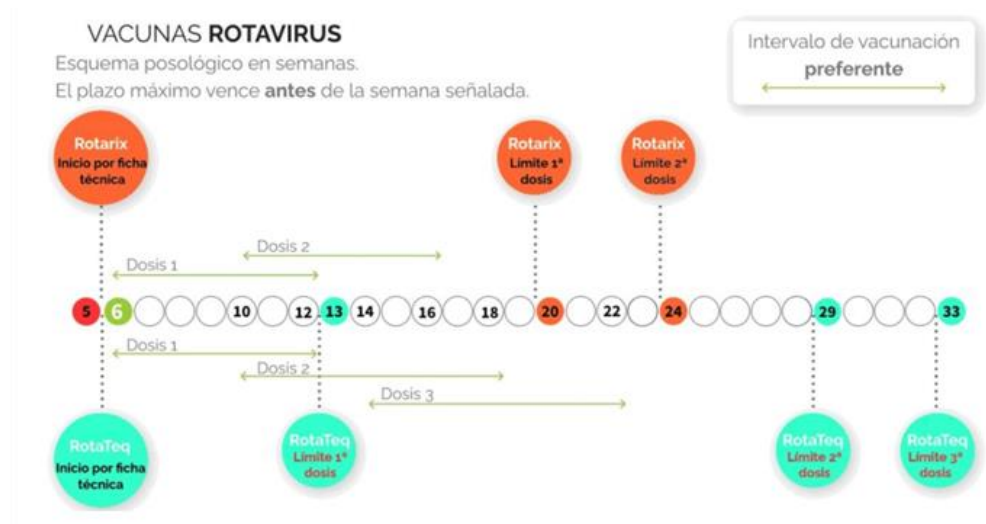 VACUNAS ROTAVIRUS
Esquema posológico en semanas.
El plazo máximo vence antes de la semana señalada.
Intervalo de vacunación
preferente
Rotarix
Inicio por ficha
técnica
Rotarix
Límite 1ª
dosis
Rotarix
Límite 2ª
dosis
Dosis 2
Dosis 1
5 6 10 12 13 14 16 18 20 22 24 29 33
Dosis 1
Dosis 2
Dosis 3
RotaTeq
Inicio por ficha
técnica
RotaTeq
Límite 1ª
dosis
RotaTeq
Límite 2ª
dosis
RotaTeq
Límite 3ª
dosis